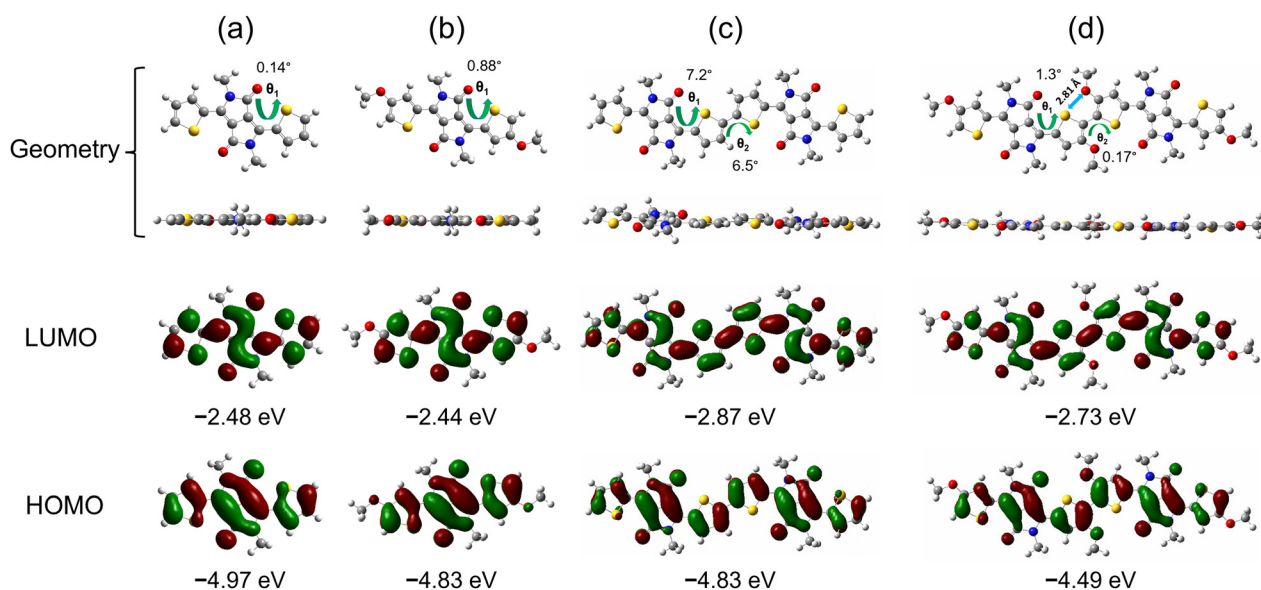 (a) (b) (c) (d)
0.14°
θ₁
0.88°
θ₁
7.2°
θ₁
θ₂
6.5°
1.3°
2.81 Å
θ₁
θ₂
0.17°
Geometry
LUMO
−2.48 eV −2.44 eV −2.87 eV −2.73 eV
HOMO
−4.97 eV −4.83 eV −4.83 eV −4.49 eV